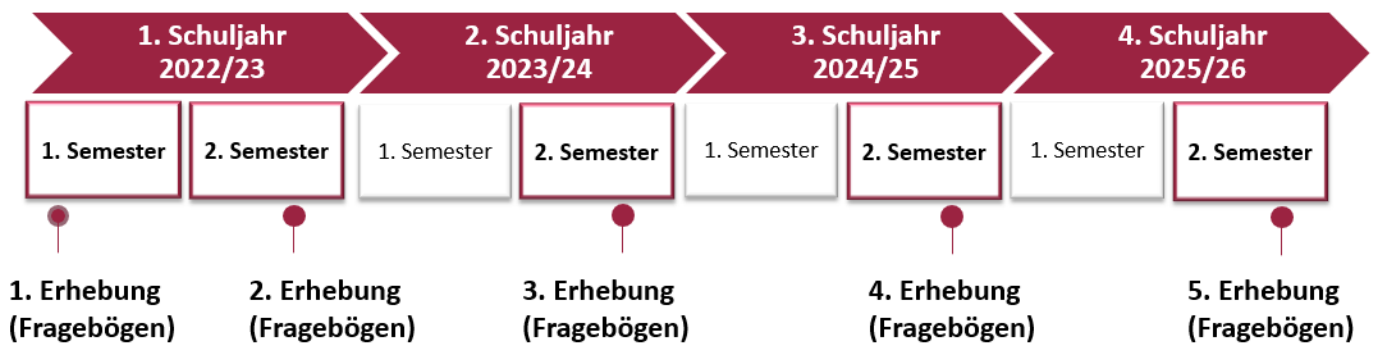 1. Schuljahr
2022/23
2. Schuljahr
2023/24
3. Schuljahr
2024/25
4. Schuljahr
2025/26
1. Semester
2. Semester
1. Semester
2. Semester
1. Semester
2. Semester
1. Semester
2. Semester
1. Erhebung
(Fragebögen)
2. Erhebung
(Fragebögen)
3. Erhebung
(Fragebögen)
4. Erhebung
(Fragebögen)
5. Erhebung
(Fragebögen)